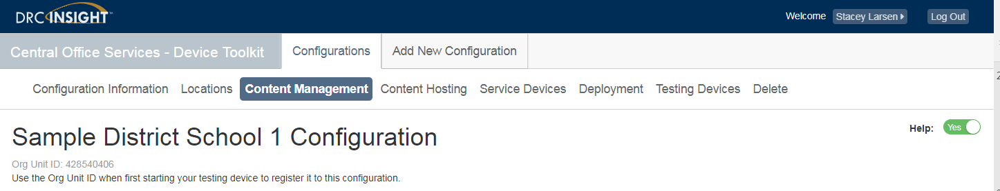 DRC INSIGHT Welcome Stacey Larsen Log Out
Central Office Services - Device Toolkit Configurations Add New Configuration
Configuration Information Locations Content Management Content Hosting Service Devices Deployment Testing Devices Delete
Help: Yes
Sample District School 1 Configuration
Org Unit ID: 428540406
Use the Org Unit ID when first starting your testing device to register it to this configuration.